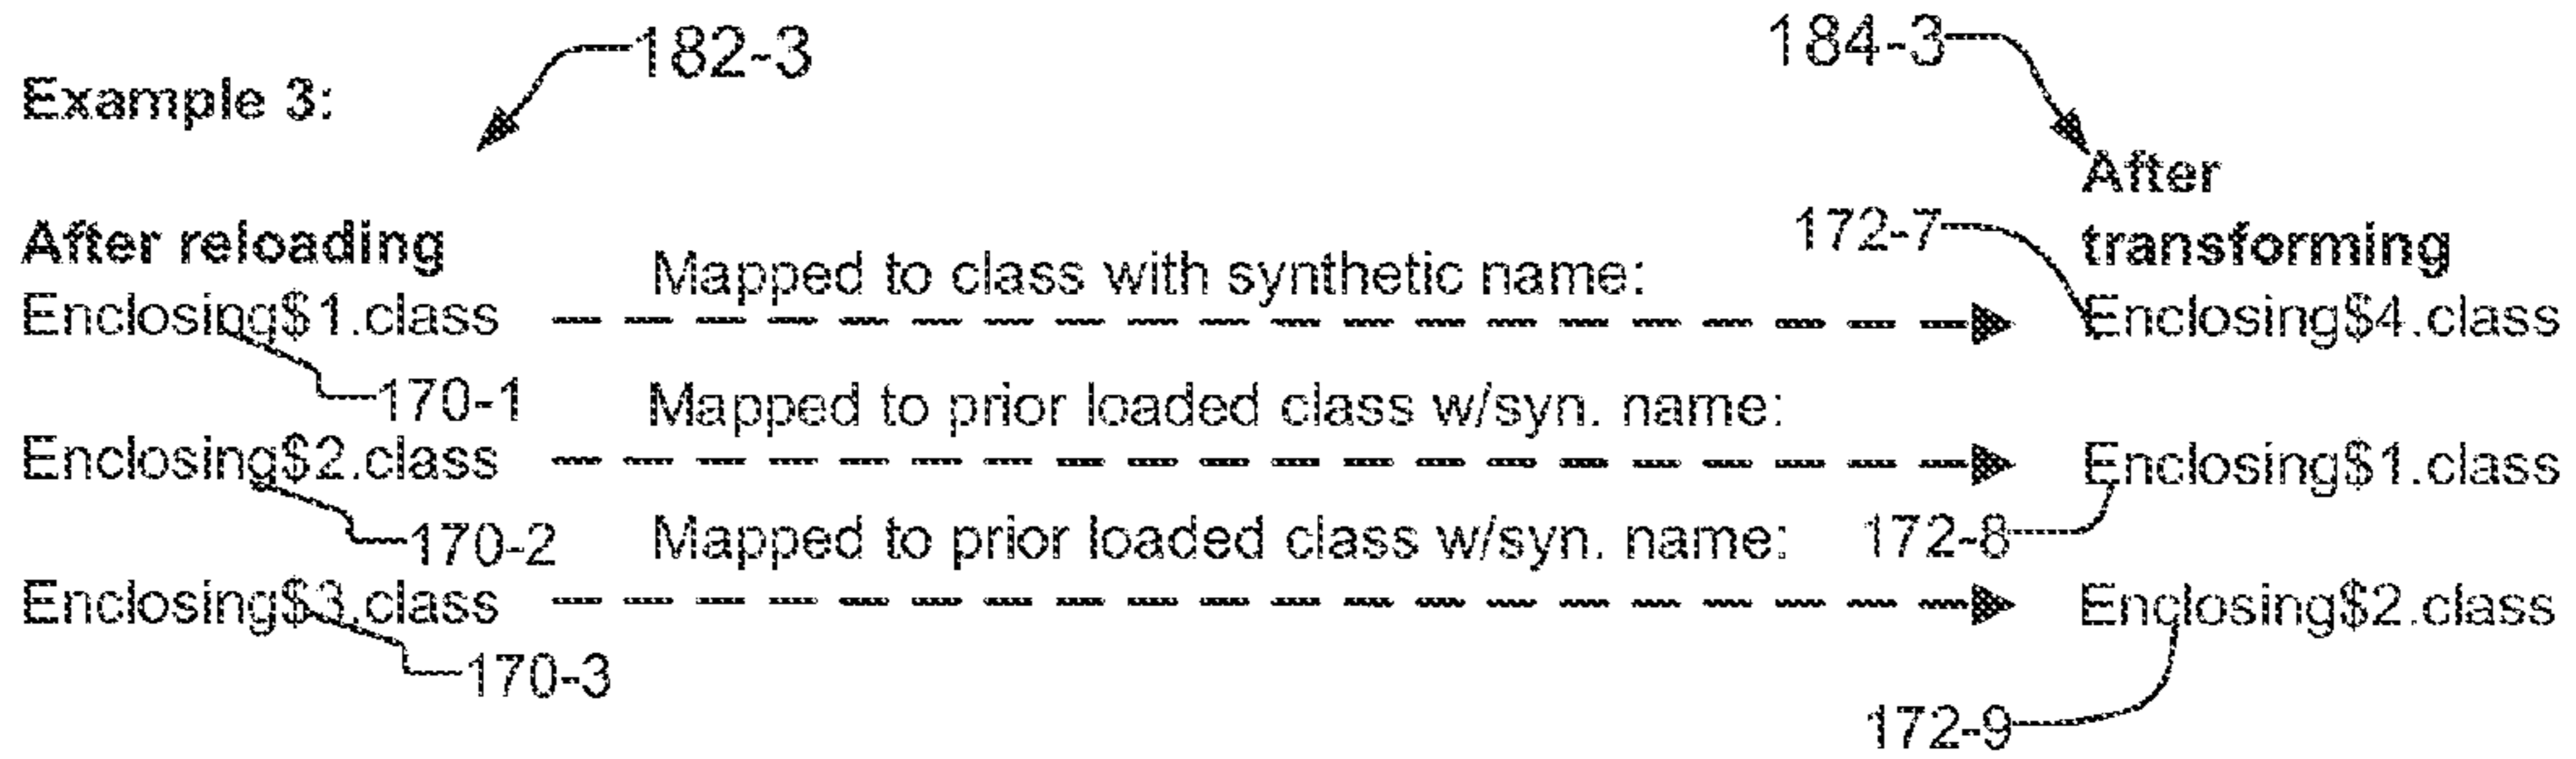 182-3
184-3
Example 3:
After
172-7
After reloading
transforming
Mapped to class with synthetic name:
Enclosing$1.class
Enclosing$4.class
170-1
Mapped to prior loaded class w/syn. name:
Enclosing$2.class
Enclosing$1.class
170-2
Mapped to prior loaded class w/syn. name:
172-8
Enclosing$3.class
Enclosing$2.class
170-3
172-9